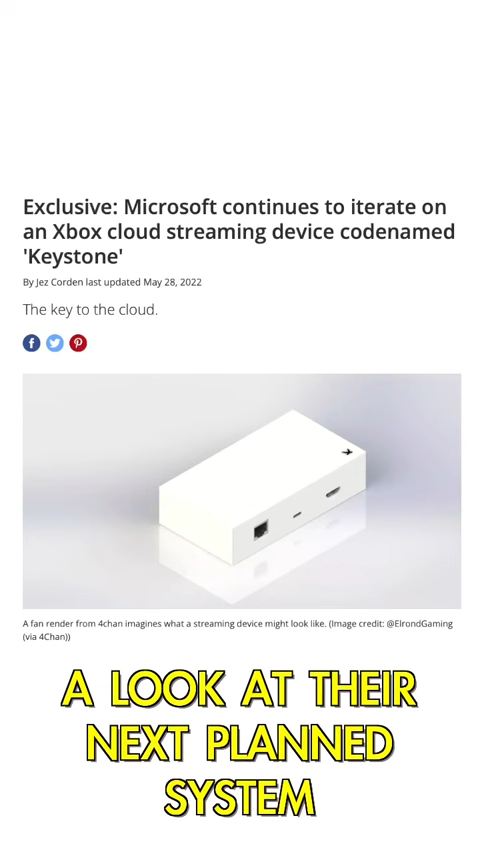 Exclusive: Microsoft continues to iterate on
an Xbox cloud streaming device codenamed
'Keystone'
By Jez Corden last updated May 28, 2022
The key to the cloud.
A fan render from 4chan imagines what a streaming device might look like. (Image credit: @ElrondGaming
(via 4Chan))
A LOOK AT THEIR
NEXT PLANNED
SYSTEM